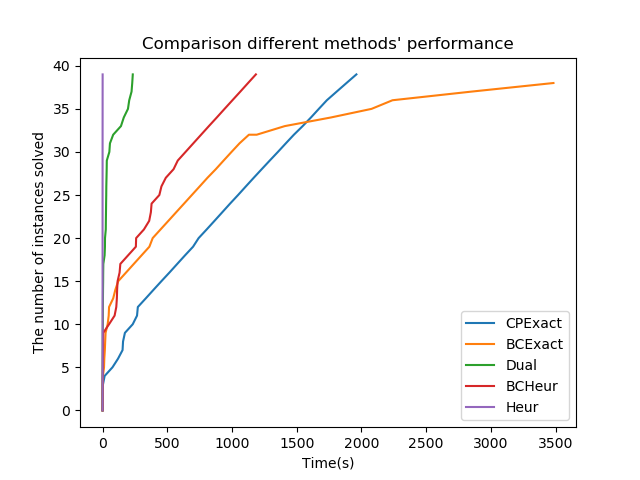 Comparison different methods' performance
The number of instances solved
40
35
30
25
20
15
10
5
0
CPExact
BCExact
Dual
BCHeur
Heur
0 500 1000 1500 2000 2500 3000 3500
Time(s)